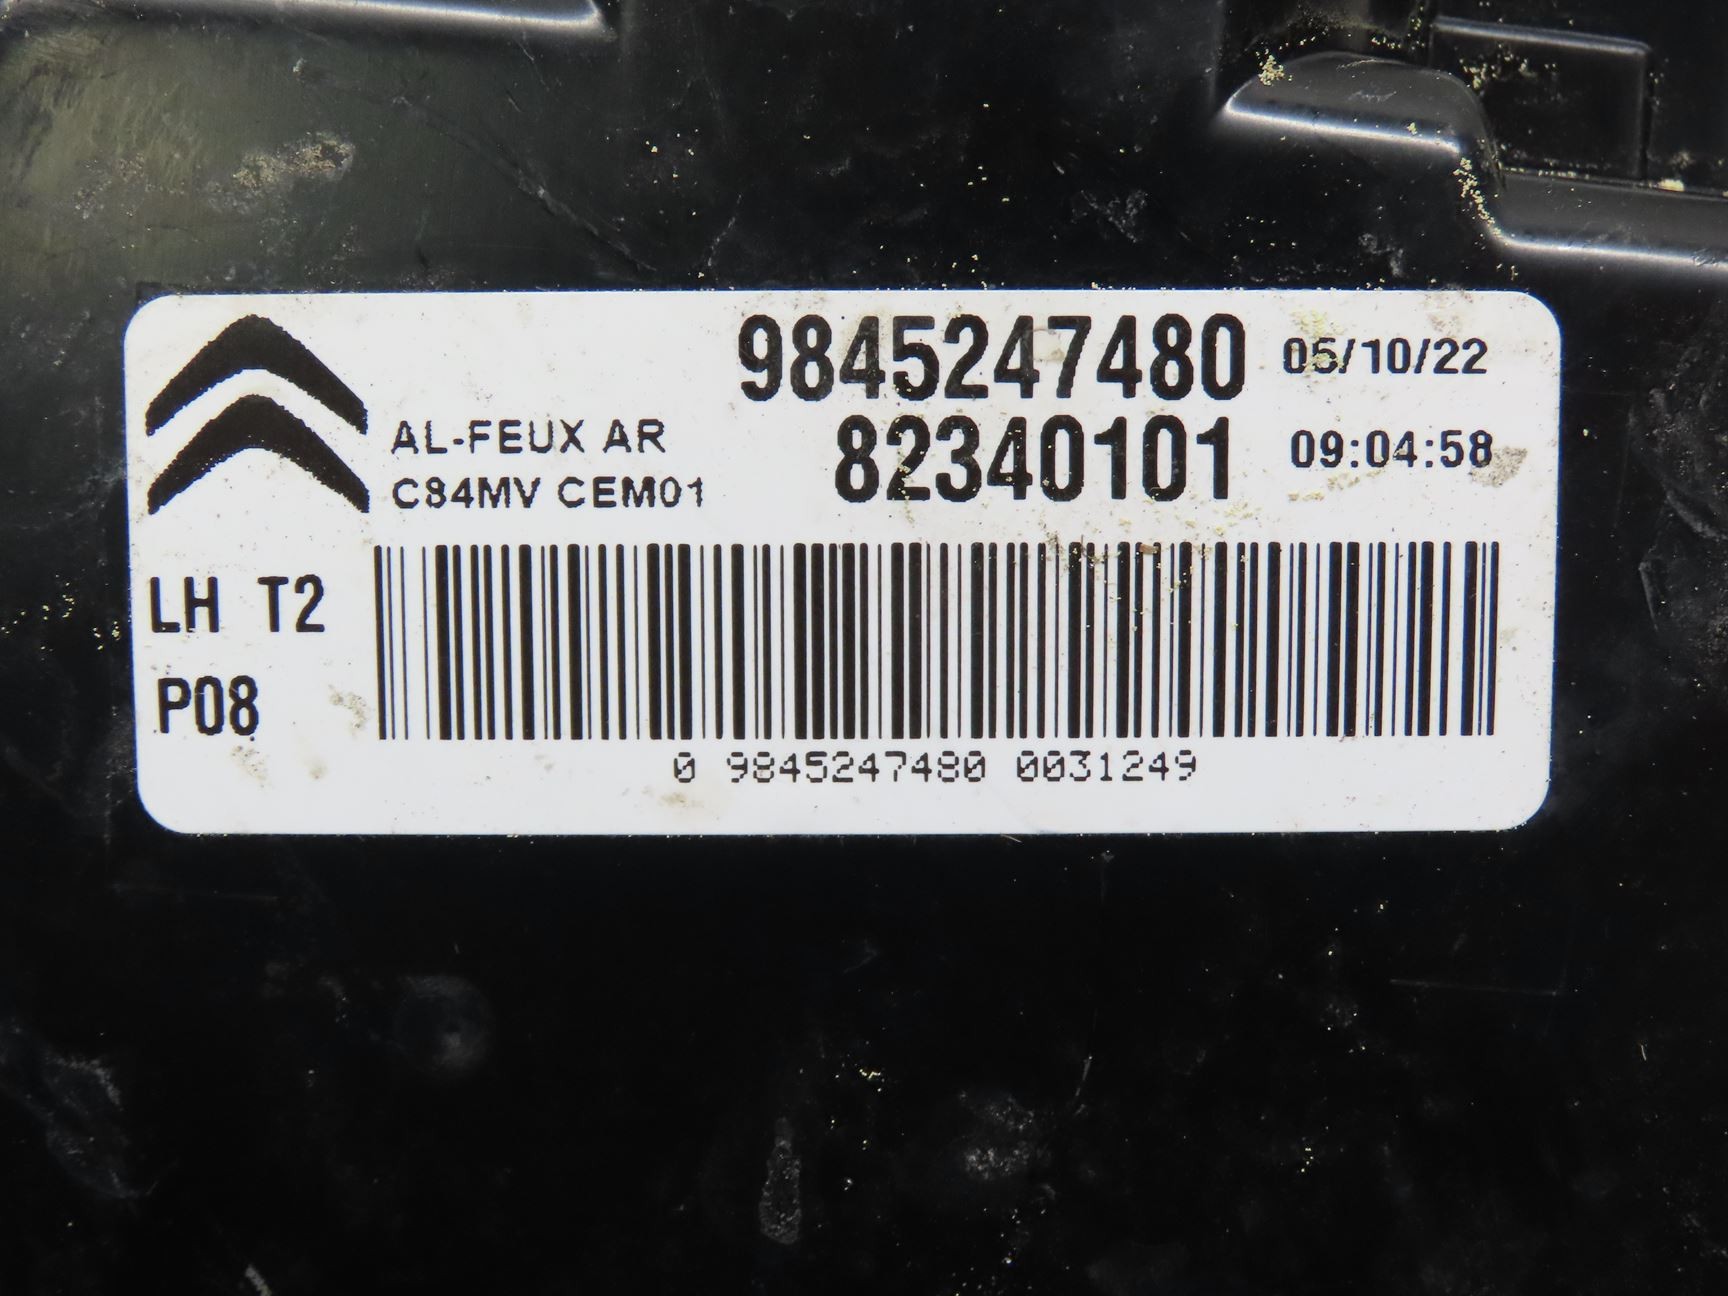 9845247480 05/10/22
AL-FEUX AR 82340101 09:04:58
C84MV CEM01
LH T2
P08
0 9845247480 0031249